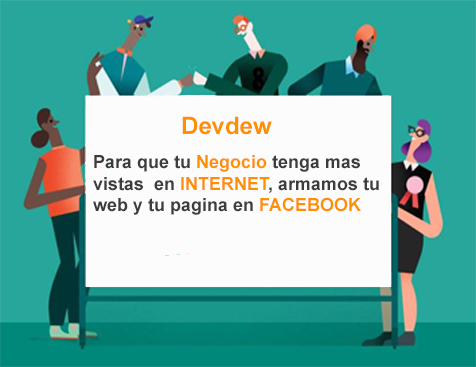 Devdew
Para que tu Negocio tenga mas
vistas en INTERNET, armamos tu
web y tu pagina en FACEBOOK